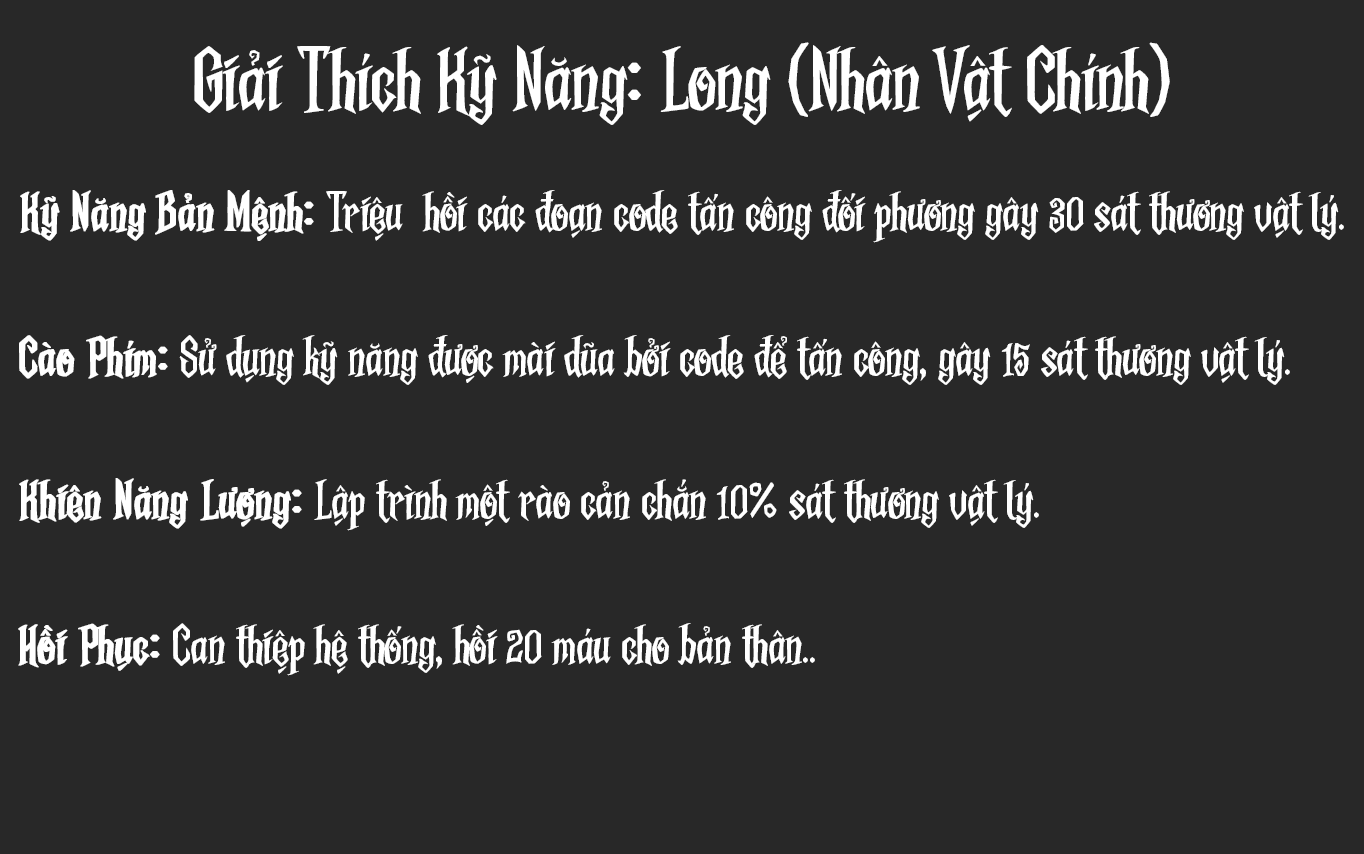 Giải Thích Kỹ Năng: Long (Nhân Vật Chính)
Kỹ Năng Bản Mệnh: Triệu  hồi các đoạn code tấn công đối phương gây 30 sát thương vật lý.
Cào Phím: Sử dụng kỹ năng được mài dũa bởi code để tấn công, gây 15 sát thương vật lý.
Khiên Năng Lượng: Lập trình một rào cản chắn 10% sát thương vật lý.
Hồi Phục: Can thiệp hệ thống, hồi 20 máu cho bản thân..